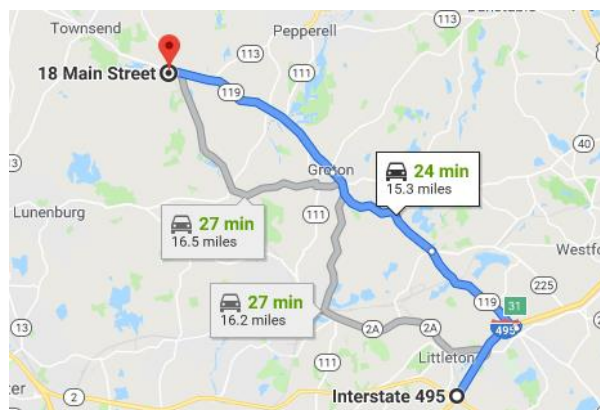 Townsend
Pepperell
113
113
18 Main Street
111
119
13
Groton
24 min
15.3 miles
Lunenburg
27 min
16.5 miles
111
Westfo
27 min
16.2 miles
225
119
31
13
2A
2A
495
Littleton
111
2
Interstate 495